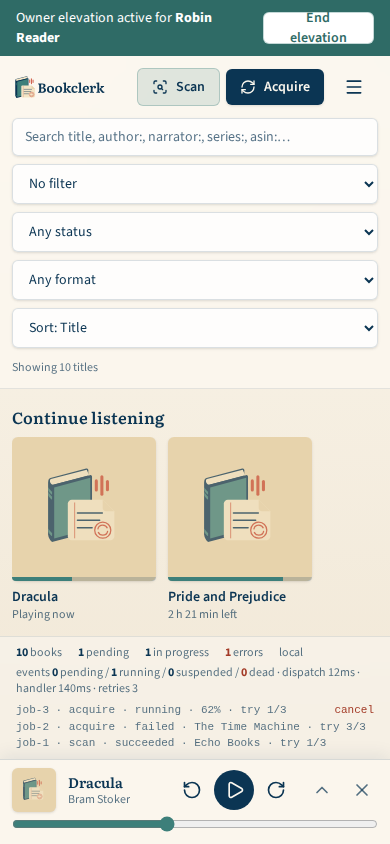 Owner elevation active for Robin
Reader
End
elevation
Bookclerk
Scan
Acquire
Search title, author:, narrator:, series:, asin:…
No filter
Any status
Any format
Sort: Title
Showing 10 titles
Continue listening
Dracula
Playing now
Pride and Prejudice
2 h 21 min left
10 books 1 pending 1 in progress 1 errors local
events 0 pending / 1 running / 0 suspended / 0 dead · dispatch 12ms ·
handler 140ms · retries 3
job-3 · acquire · running · 62% · try 1/3 cancel
job-2 · acquire · failed · The Time Machine · try 3/3
job-1 · scan · succeeded · Echo Books · try 1/3
Dracula
Bram Stoker